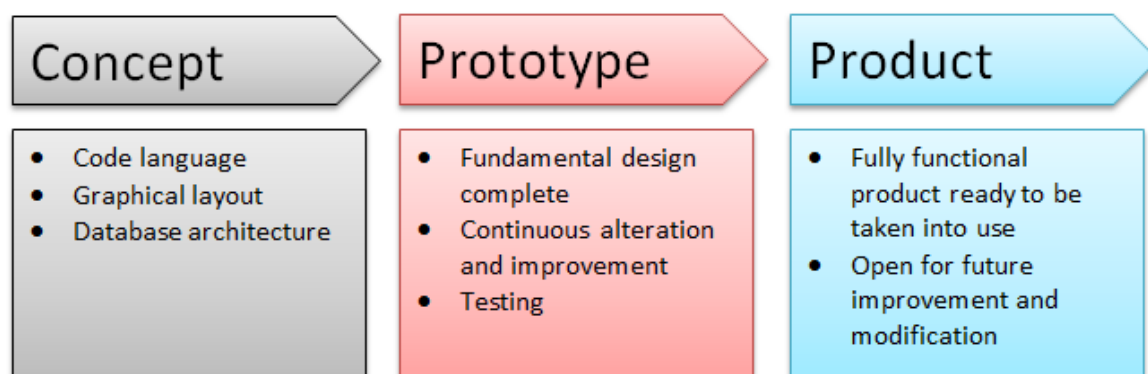 Concept
Prototype
Product
• Code language
• Graphical layout
• Database architecture
• Fundamental design
complete
• Continuous alteration
and improvement
• Testing
• Fully functional
product ready to be
taken into use
• Open for future
improvement and
modification